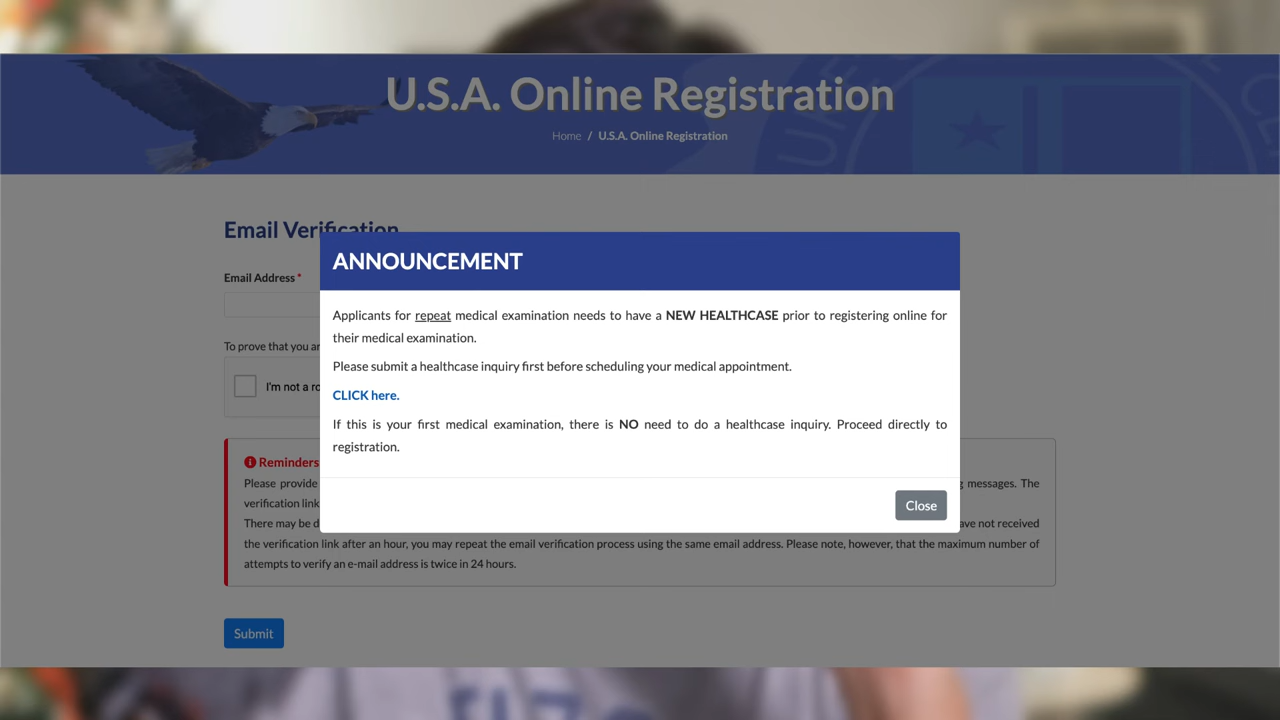 U.S.A. Online Registration
Home / U.S.A. Online Registration
Email Verification
ANNOUNCEMENT
Email Address *
Applicants for repeat medical examination needs to have a NEW HEALTHCASE prior to registering online for
their medical examination.
To prove that you
Please submit a healthcase inquiry first before scheduling your medical appointment.
I'm not a
CLICK here.
If this is your first medical examination, there is NO need to do a healthcase inquiry. Proceed directly to
registration.
Reminders
Please provide
messages. The
verification link
Close
There may be
have not received
the verification link after an hour, you may repeat the email verification process using the same email address. Please note, however, that the maximum number of
attempts to verify an e-mail address is twice in 24 hours.
Submit